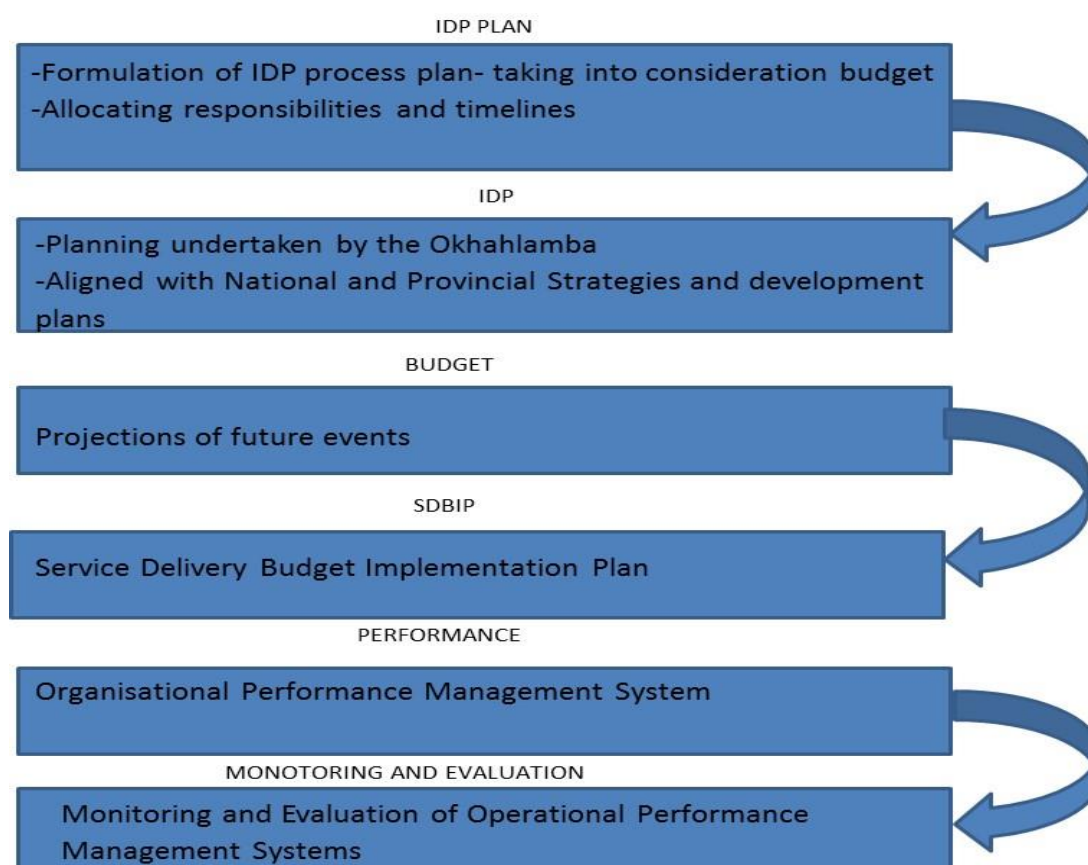 IDP PLAN
-Formulation of IDP process plan- taking into consideration budget
-Allocating responsibilities and timelines
IDP
-Planning undertaken by the Okhahlamba
-Aligned with National and Provincial Strategies and development
plans
BUDGET
Projections of future events
SDBIP
Service Delivery Budget Implementation Plan
PERFORMANCE
Organisational Performance Management System
MONOTORING AND EVALUATION
Monitoring and Evaluation of Operational Performance
Management Systems